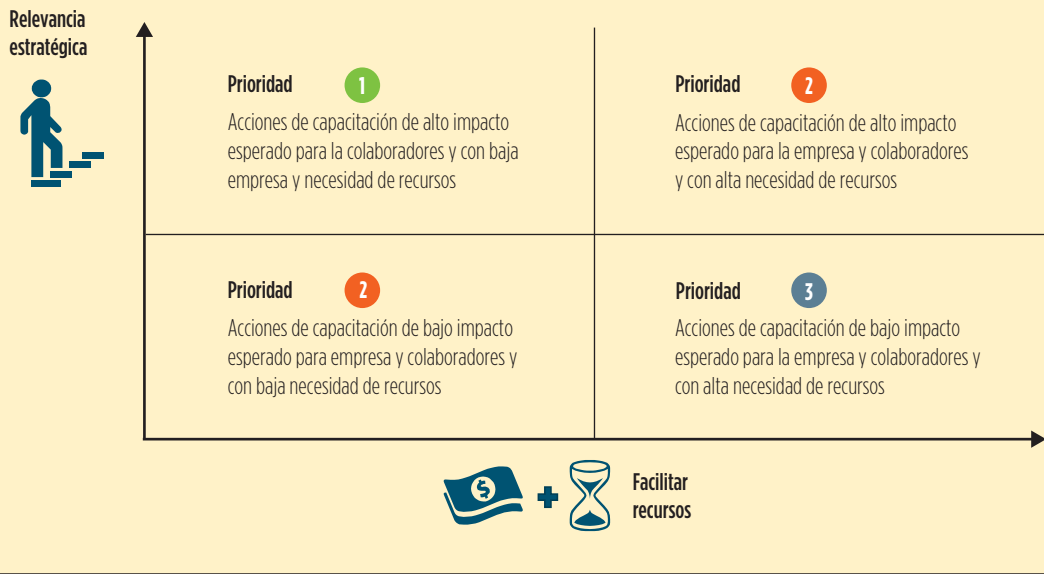 Relevancia
estratégica
Prioridad 1
Acciones de capacitación de alto impacto
esperado para la colaboradores y con baja
empresa y necesidad de recursos
Prioridad 2
Acciones de capacitación de alto impacto
esperado para la empresa y colaboradores
y con alta necesidad de recursos
Prioridad 2
Acciones de capacitación de bajo impacto
esperado para empresa y colaboradores y
con baja necesidad de recursos
Prioridad 3
Acciones de capacitación de bajo impacto
esperado para la empresa y colaboradores y
con alta necesidad de recursos
$
Facilitar
recursos